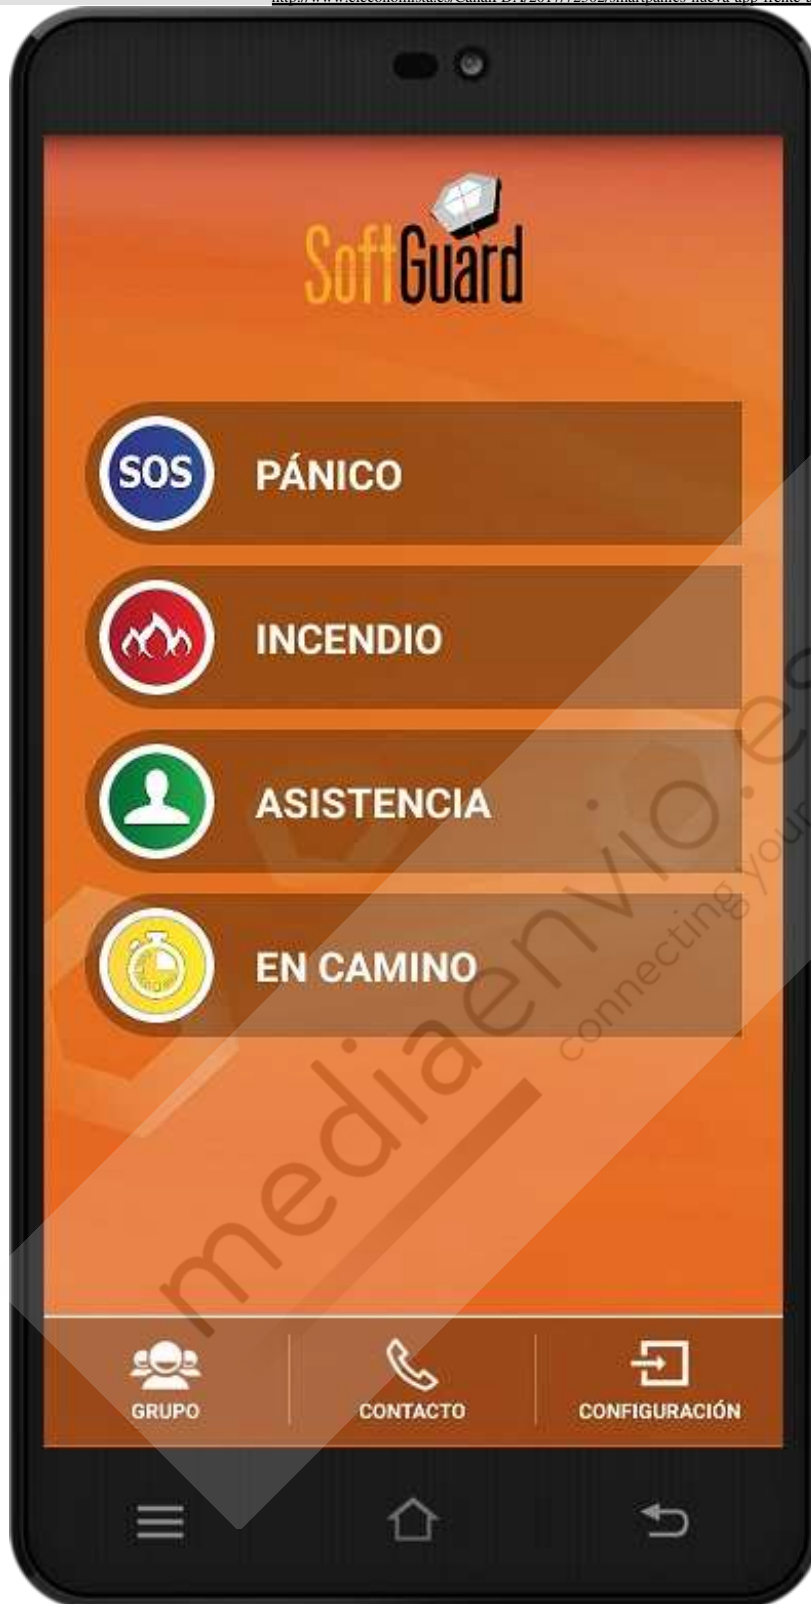 SoftGuard
SOS
PÁNICO
INCENDIO
ASISTENCIA
EN CAMINO
mediaenvio.es
connecting your
GRUPO
CONTACTO
CONFIGURACIÓN